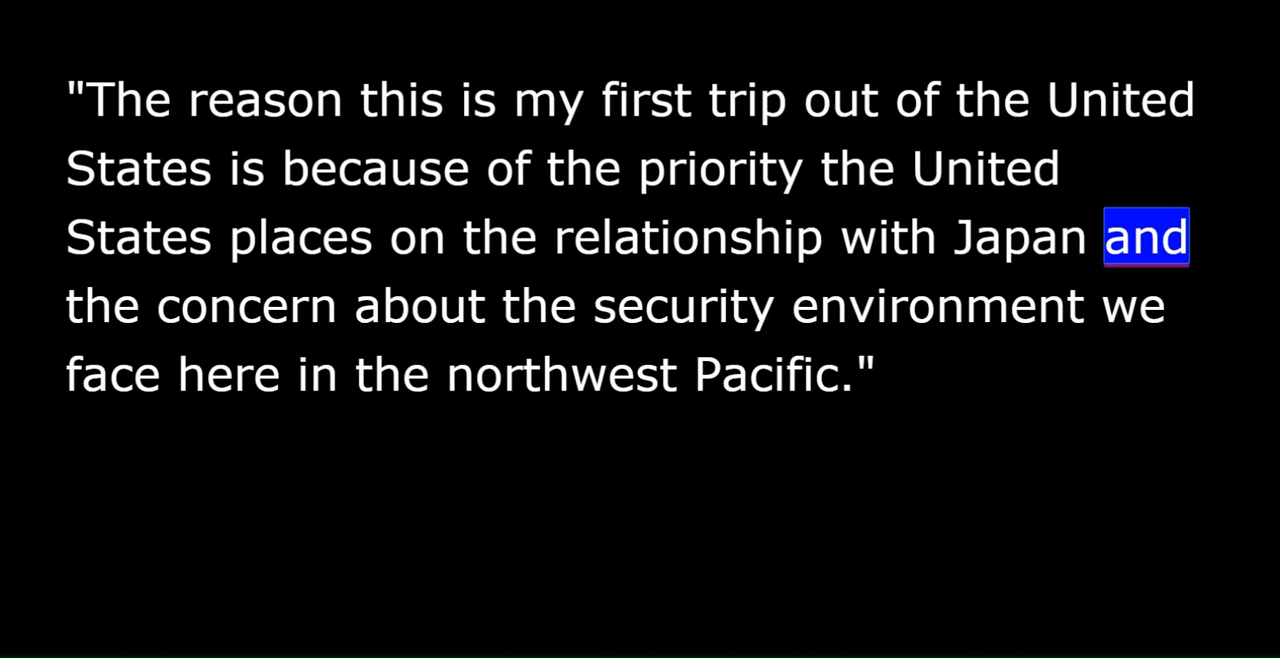 "The reason this is my first trip out of the United
States is because of the priority the United
States places on the relationship with Japan and
the concern about the security environment we
face here in the northwest Pacific."